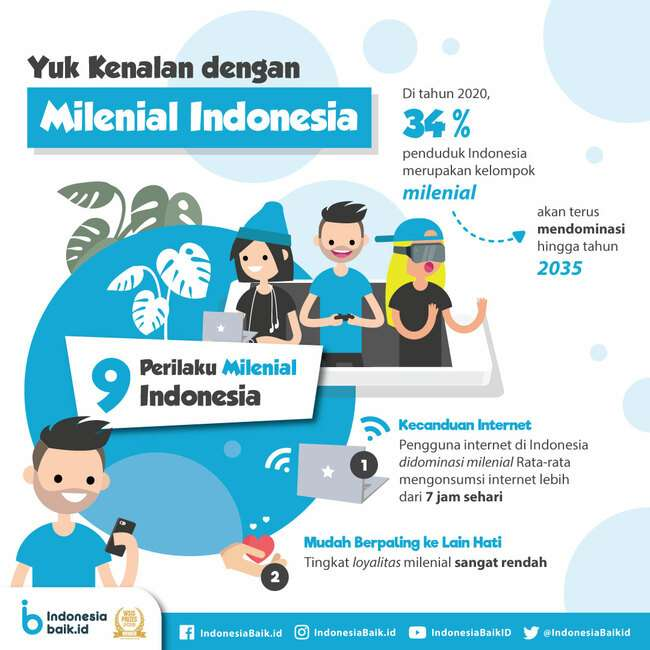 Yuk Kenalan dengan
Milenial Indonesia
Di tahun 2020,
34%
penduduk Indonesia
merupakan kelompok
milenial
akan terus
mendominasi
hingga tahun
2035
9 Perilaku Milenial
Indonesia
1
Kecanduan Internet
Pengguna internet di Indonesia
didominasi milenial Rata-rata
mengonsumsi internet lebih
dari 7 jam sehari
2
Mudah Berpaling ke Lain Hati
Tingkat loyalitas milenial sangat rendah
Indonesia
baik.id
WSIS
PRIZES
IndonesiaBaik.id
IndonesiaBaik.id
IndonesiaBaikID
@IndonesiaBaikId